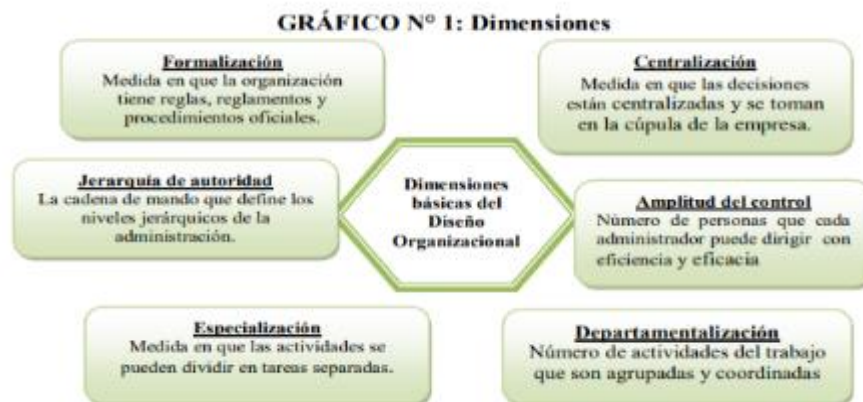 GRÁFICO N° 1: Dimensiones
Formalización
Medida en que la organización
tiene reglas, reglamentos y
procedimientos oficiales.
Centralización
Medida en que las decisiones
están centralizadas y se toman
en la cúpula de la empresa.
Jerarquía de autoridad
La cadena de mando que define los
niveles jerárquicos de la
administración.
Dimensiones
básicas del
Diseño
Organizacional
Amplitud del control
Número de personas que cada
administrador puede dirigir con
eficiencia y eficacia
Especialización
Medida en que las actividades se
pueden dividir en tareas separadas.
Departamentalización
Número de actividades del trabajo
que son agrupadas y coordinadas